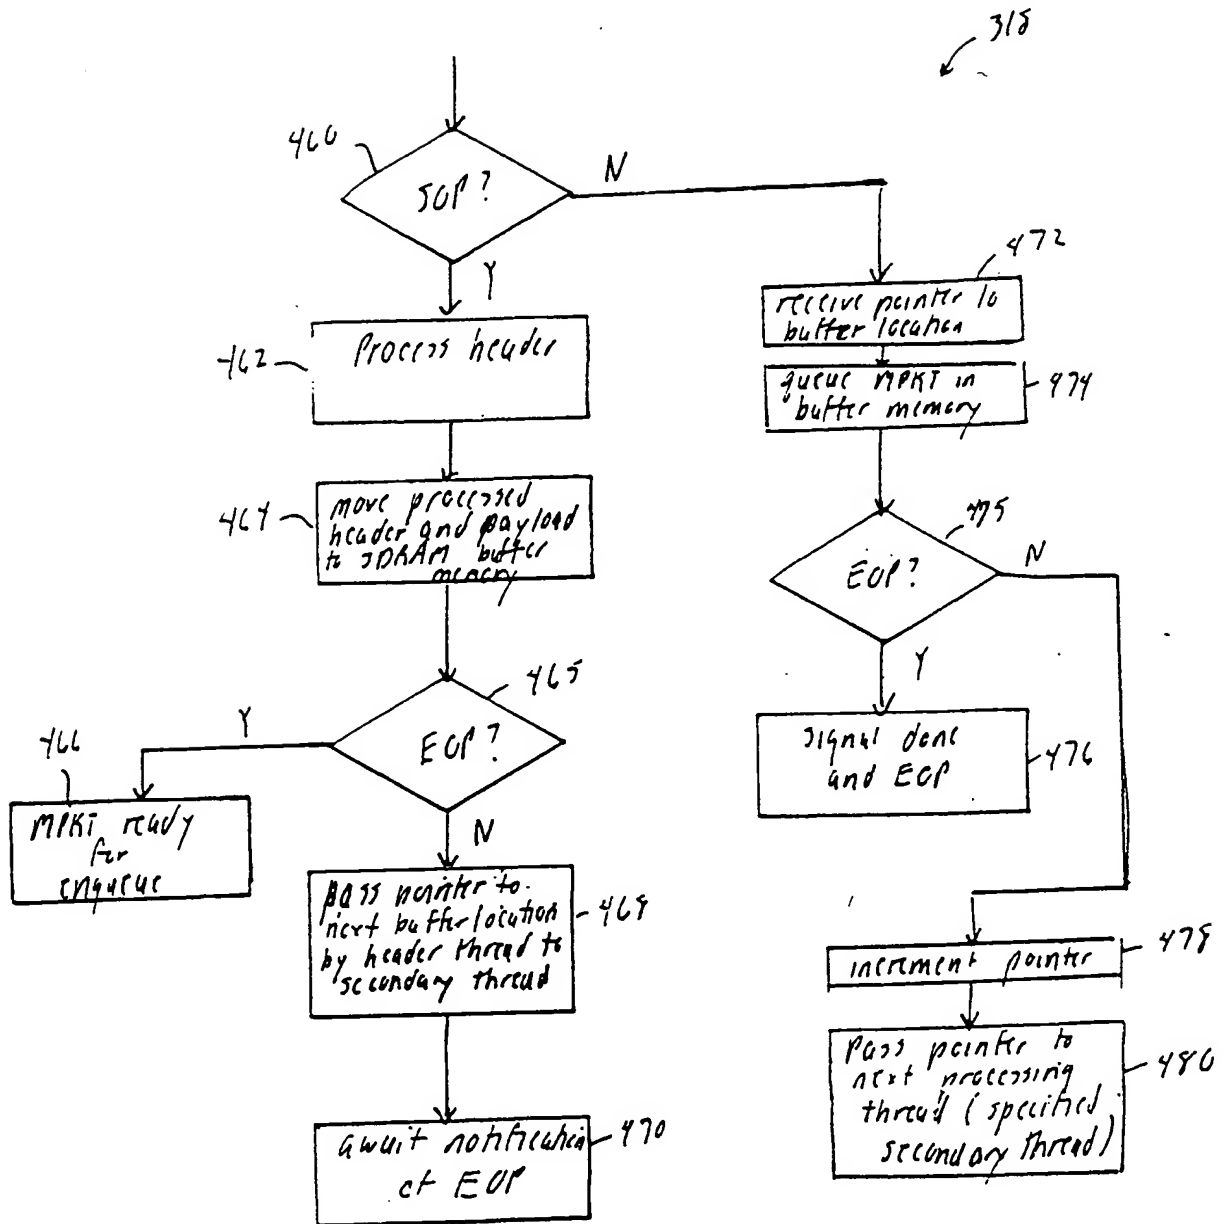 318
460
SOP?
N
Y
462
Process header
472
receive pointer to
buffer location
queue MPKT in
buffer memory
474
464
move processed
header and payload
to SDRAM buffer
memory
475
EOP?
N
Y
465
EOP?
Y
N
466
MPKT ready
for
enqueue
signal done
and EOP
476
pass pointer to
next buffer location
by header thread to
secondary thread
468
increment pointer
478
Pass pointer to
next processing
thread (specified
secondary thread)
480
await notification
of EOP
470